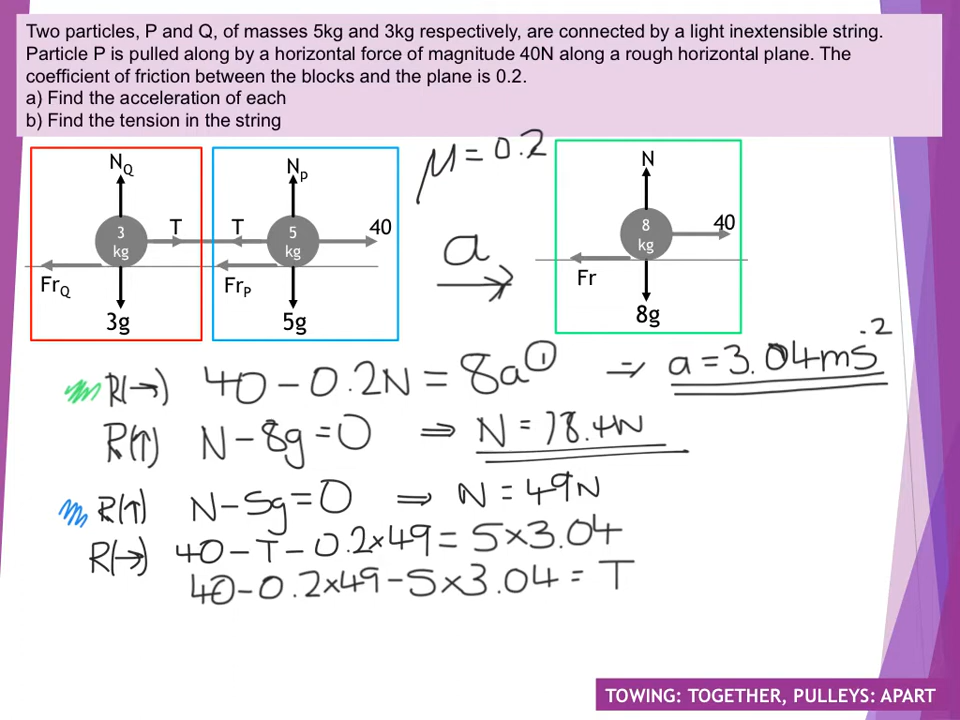 Two particles, P and Q, of masses 5kg and 3kg respectively, are connected by a light inextensible string.
Particle P is pulled along by a horizontal force of magnitude 40N along a rough horizontal plane. The
coefficient of friction between the blocks and the plane is 0.2.
a) Find the acceleration of each
b) Find the tension in the string
NQ
3 kg
T
FrQ
3g
NP
T
5 kg
40
FrP
5g
μ = 0.2
a
N
8 kg
40
Fr
8g
R(→) 40 - 0.2N = 8a ① ⇒ a = 3.04ms-2
R(↑) N - 8g = 0 ⇒ N = 78.4N
R(↑) N - 5g = 0 ⇒ N = 49N
R(→) 40 - T - 0.2×49 = 5×3.04
40 - 0.2×49 - 5×3.04 = T
TOWING: TOGETHER, PULLEYS: APART